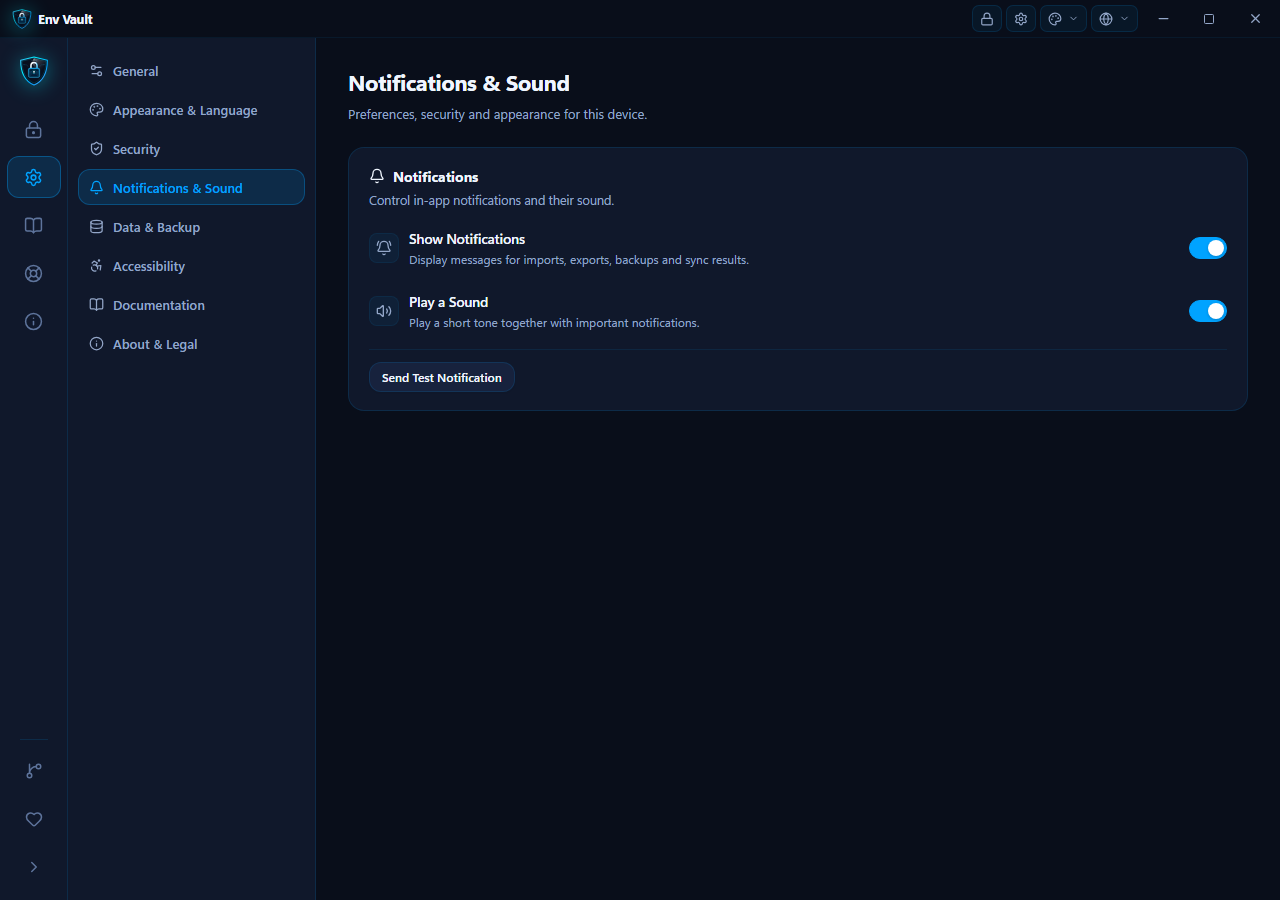 Env Vault
General
Appearance & Language
Security
Notifications & Sound
Data & Backup
Accessibility
Documentation
About & Legal
Notifications & Sound
Preferences, security and appearance for this device.
Notifications
Control in-app notifications and their sound.
Show Notifications
Display messages for imports, exports, backups and sync results.
Play a Sound
Play a short tone together with important notifications.
Send Test Notification